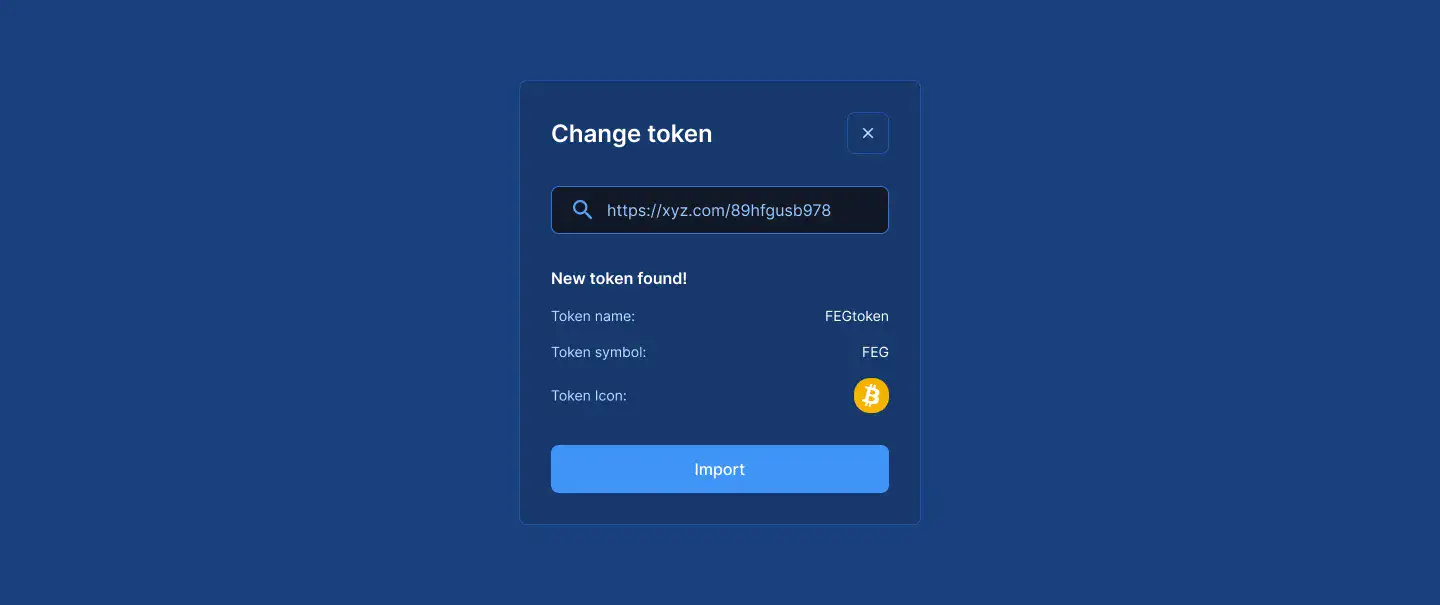 Change token
https://xyz.com/89hfgusb978
New token found!
Token name: FEGtoken
Token symbol: FEG
Token Icon:
Import